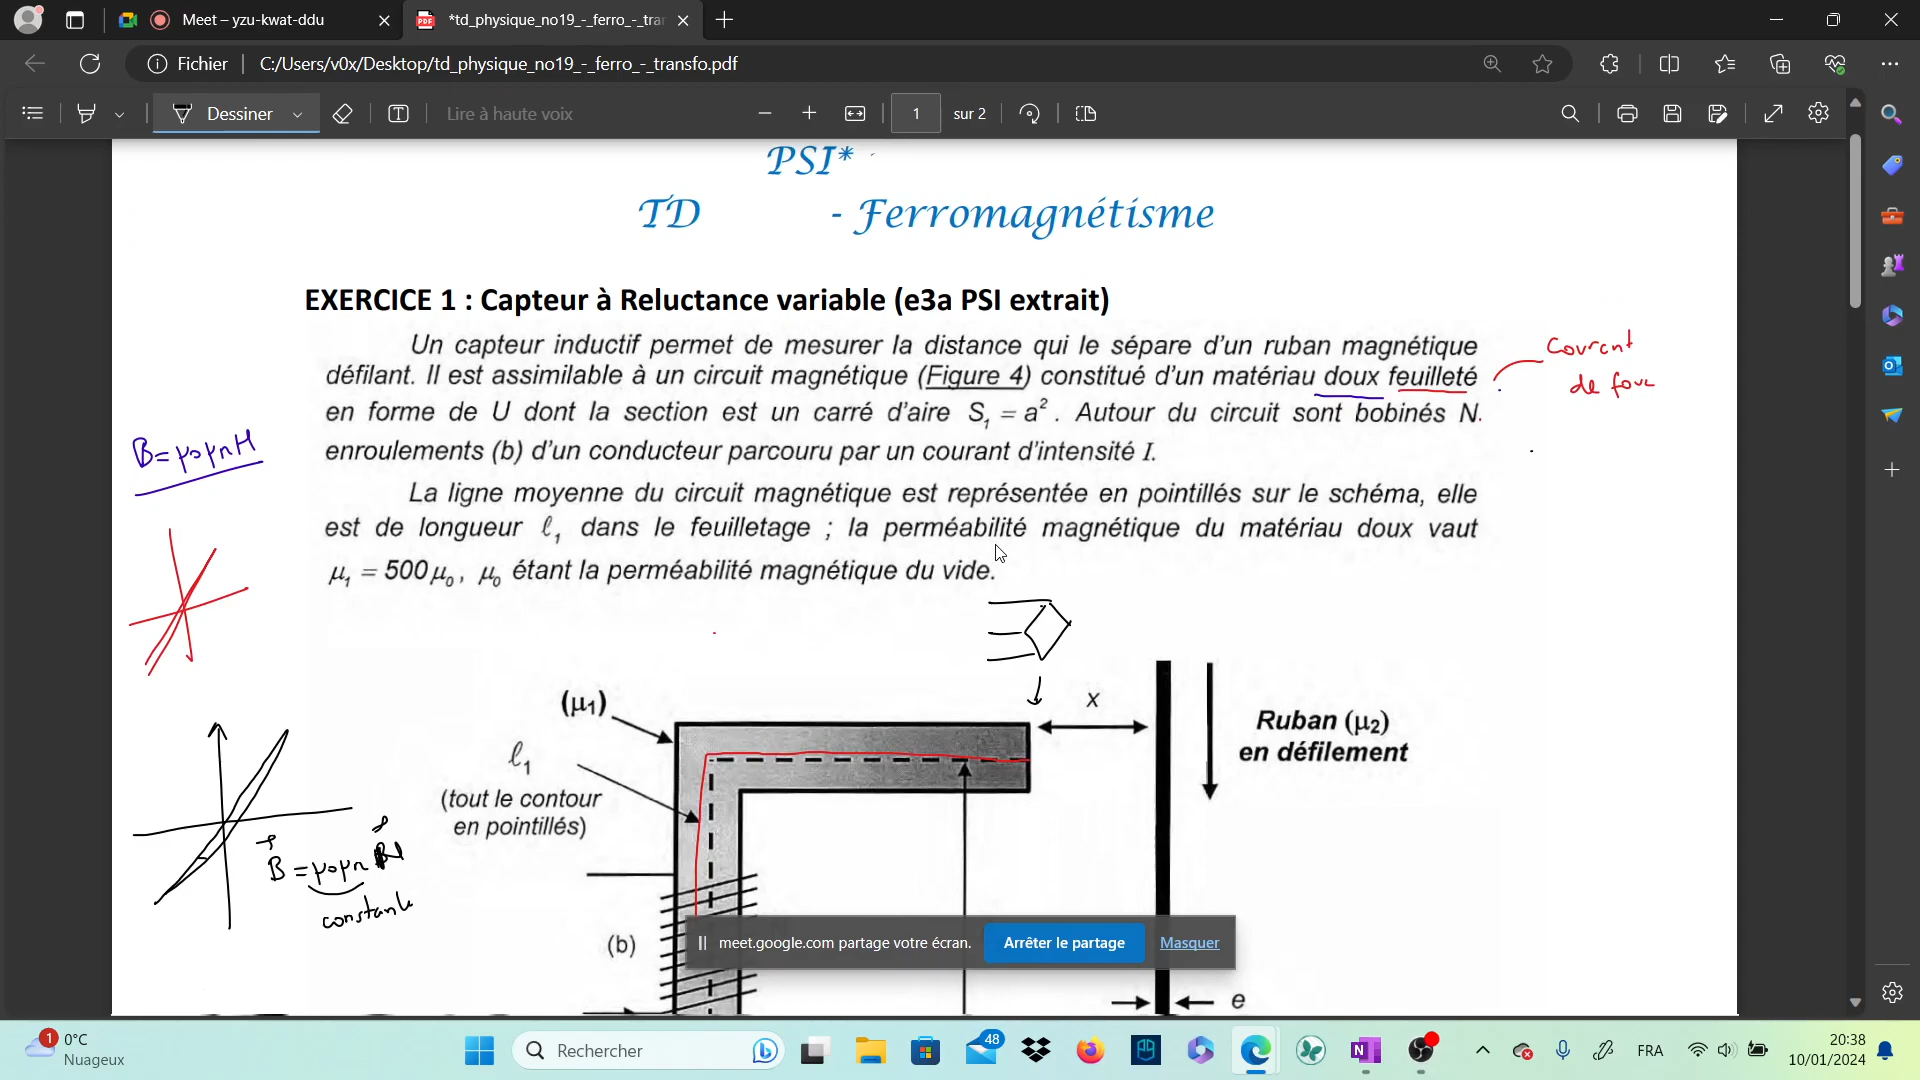 Meet – yzu-kwat-ddu
*td_physique_no19_-_ferro_-_tra
Fichier
C:/Users/v0x/Desktop/td_physique_no19_-_ferro_-_transfo.pdf
Dessiner
Lire à haute voix
1 sur 2
PSI*
TD - Ferromagnétisme
EXERCICE 1 : Capteur à Reluctance variable (e3a PSI extrait)
Un capteur inductif permet de mesurer la distance qui le sépare d'un ruban magnétique
défilant. Il est assimilable à un circuit magnétique (Figure 4) constitué d'un matériau doux feuilleté
en forme de U dont la section est un carré d'aire S₁ = a². Autour du circuit sont bobinés N
enroulements (b) d'un conducteur parcouru par un courant d'intensité I.
Courant
de fouc
B=μ0μrH
La ligne moyenne du circuit magnétique est représentée en pointillés sur le schéma, elle
est de longueur ℓ₁ dans le feuilletage ; la perméabilité magnétique du matériau doux vaut
μ₁ = 500μ₀, μ₀ étant la perméabilité magnétique du vide.
(μ₁)
x
ℓ₁
(tout le contour
en pointillés)
Ruban (μ₂)
en défilement
B = μ0μr
constante
(b)
e
meet.google.com partage votre écran.
Arrêter le partage
Masquer
1
0°C
Nuageux
Rechercher
48
FRA
20:38
10/01/2024